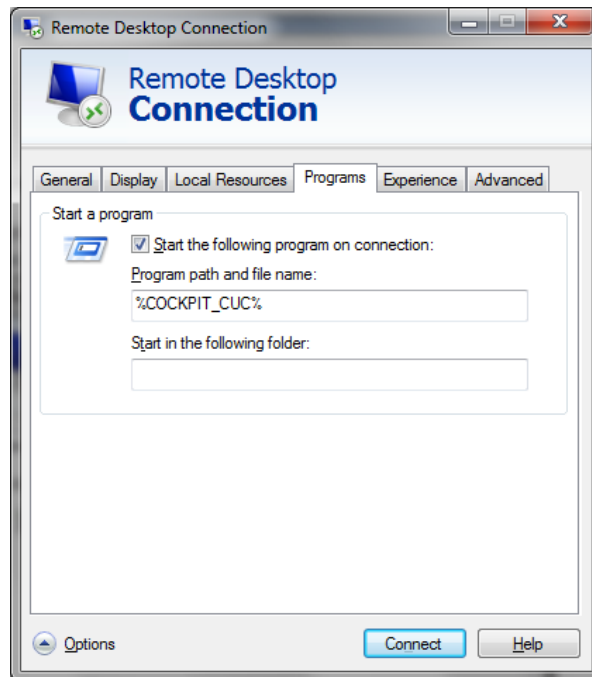 Remote Desktop Connection
Remote Desktop
Connection
General Display Local Resources Programs Experience Advanced
Start a program
Start the following program on connection:
Program path and file name:
%COCKPIT_CUC%
Start in the following folder:
Options Connect Help